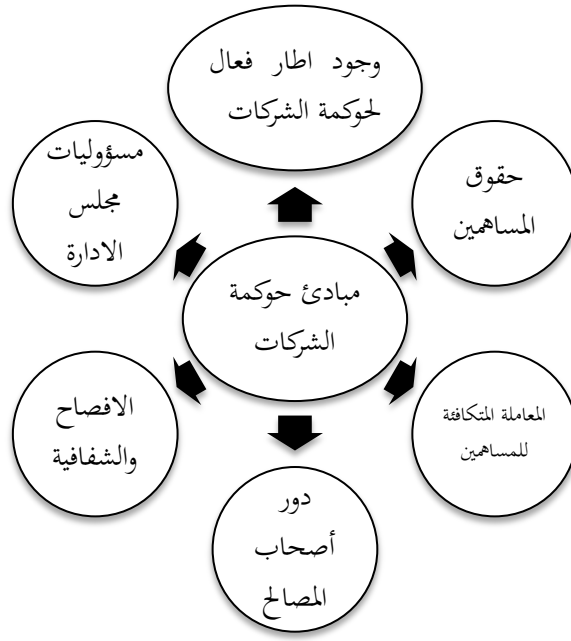 وجود اطار فعال
لحوكمة الشركات
حقوق
المساهمين
المعاملة المتكافئة
للمساهمين
دور
أصحاب
المصالح
الافصاح
والشفافية
مسؤوليات
مجلس
الادارة
مبادئ حوكمة
الشركات